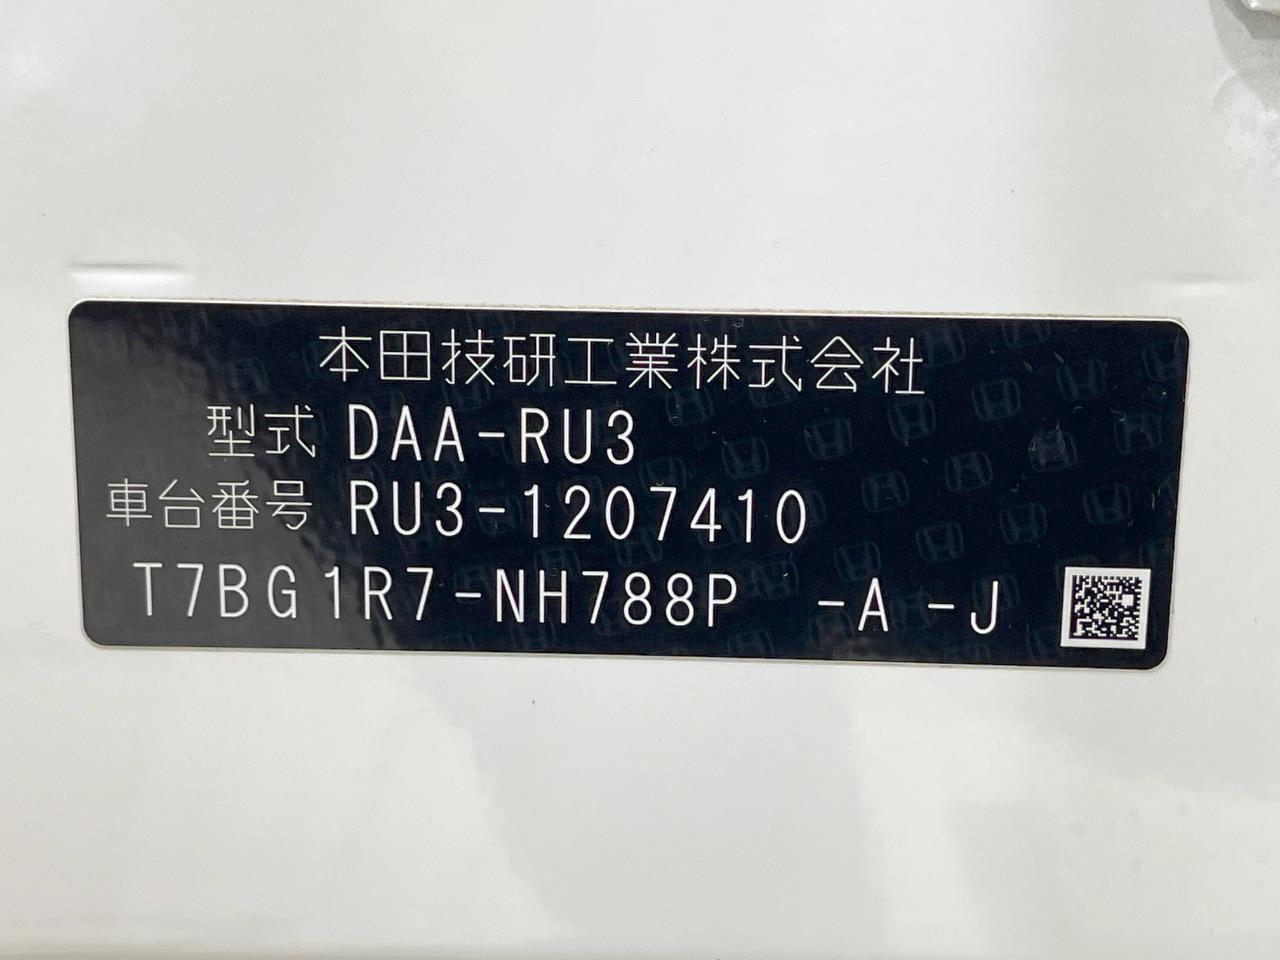 本田技研工業株式会社
型式 DAA-RU3
車台番号 RU3-1207410
T7BG1R7-NH788P -A -J